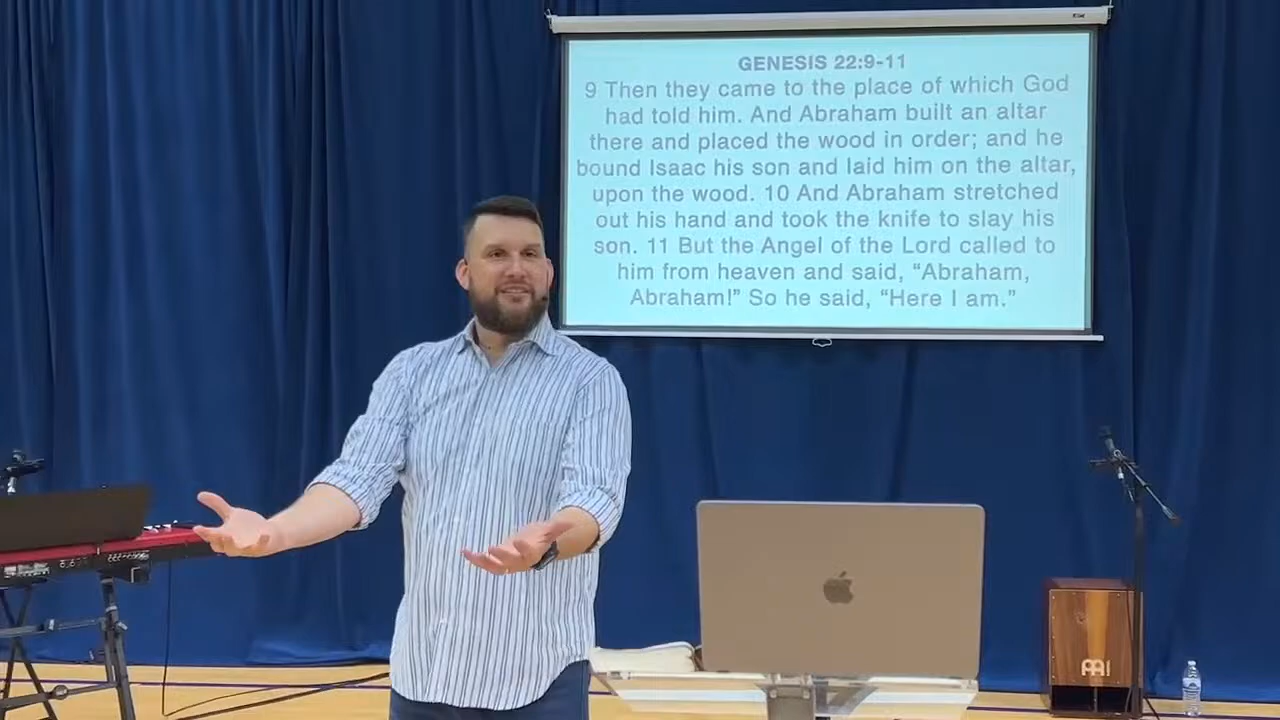 GENESIS 22:9-11
9 Then they came to the place of which God
had told him. And Abraham built an altar
there and placed the wood in order; and he
bound Isaac his son and laid him on the altar,
upon the wood. 10 And Abraham stretched
out his hand and took the knife to slay his
son. 11 But the Angel of the Lord called to
him from heaven and said, “Abraham,
Abraham!” So he said, “Here I am.”